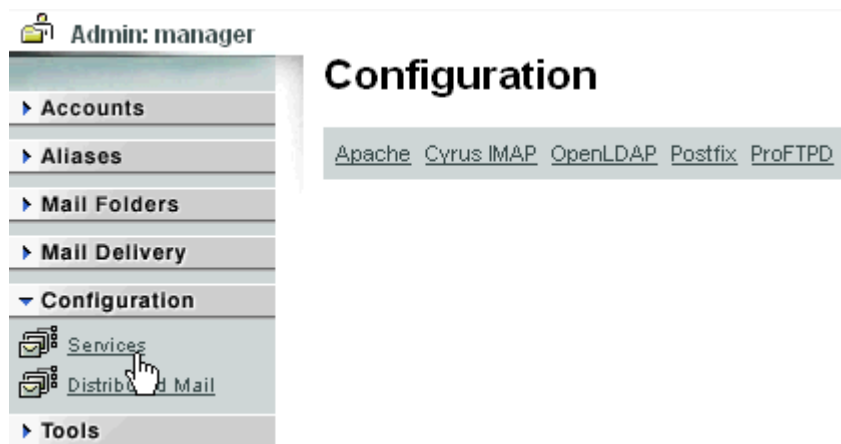 Admin: manager
Accounts
Aliases
Mail Folders
Mail Delivery
Configuration
Services
Distrib d Mail
Tools
Configuration
Apache Cyrus IMAP OpenLDAP Postfix ProFTPD